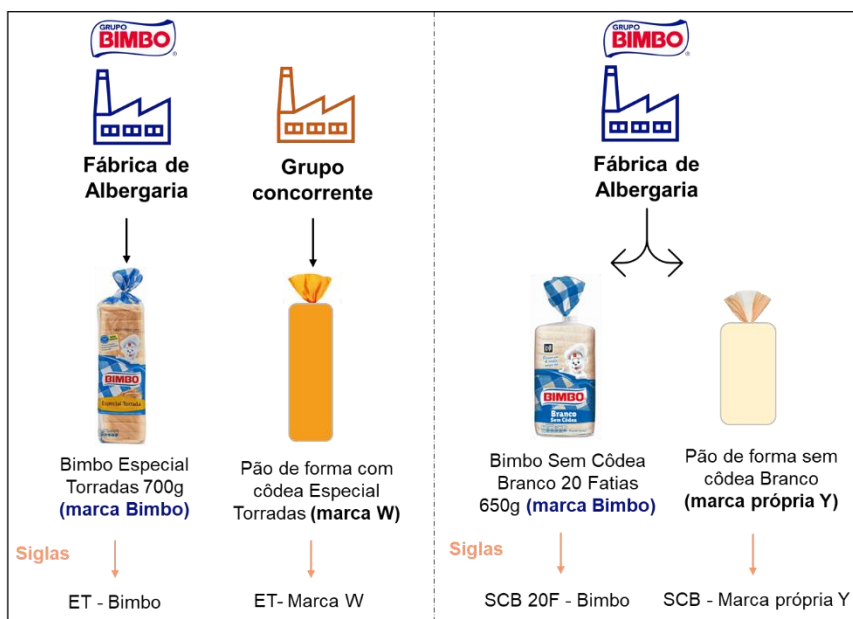 GRUPO
BIMBO
®
Fábrica de
Albergaria
Grupo
concorrente
BIMBO
Especial Torrada
Bimbo Especial
Torradas 700g
(marca Bimbo)
Pão de forma com
côdea Especial
Torradas (marca W)
Siglas
ET - Bimbo
ET- Marca W
GRUPO
BIMBO
®
Fábrica de
Albergaria
BIMBO
Branco
Sem Côdea
Bimbo Sem Côdea
Branco 20 Fatias
650g (marca Bimbo)
Pão de forma sem
côdea Branco
(marca própria Y)
Siglas
SCB 20F - Bimbo
SCB - Marca própria Y